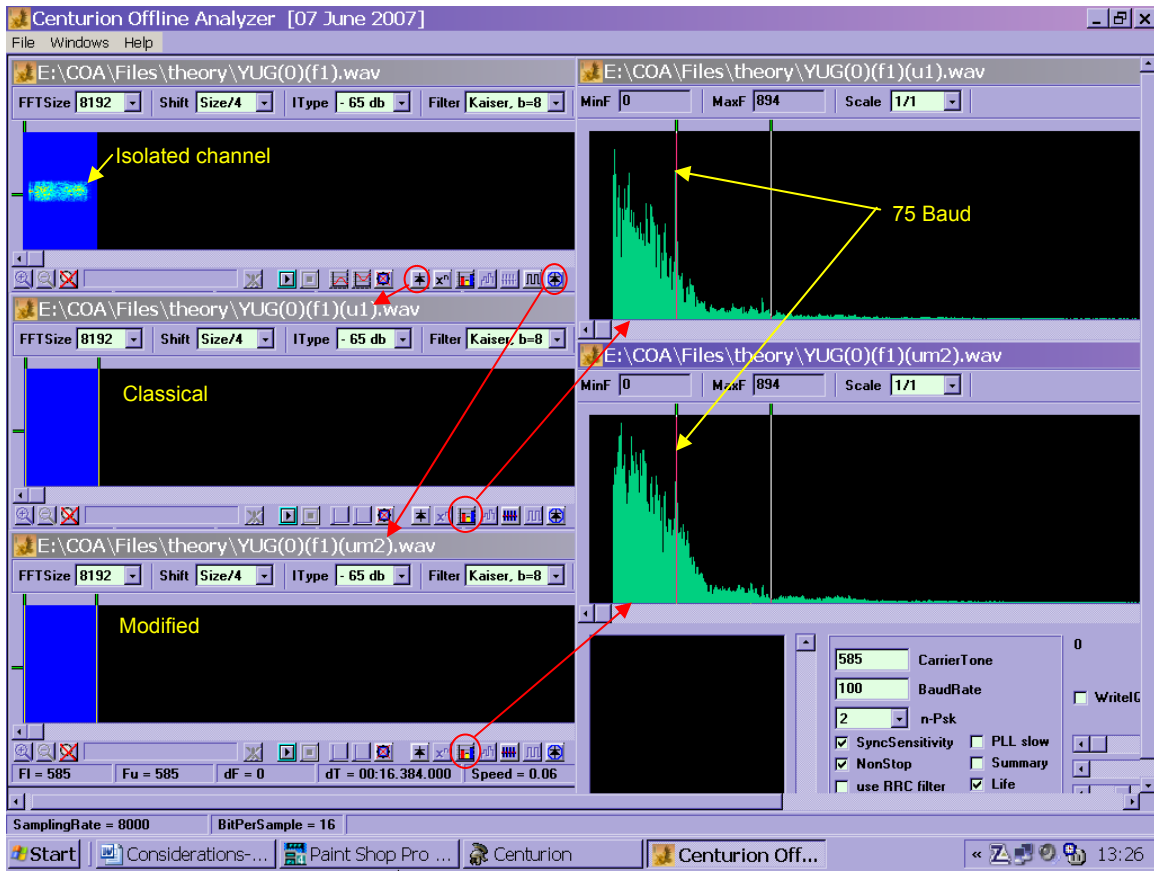 Centurion Offline Analyzer [07 June 2007]
File Windows Help
E:\COA\Files\theory\YUG(0)(f1).wav
FFTSize 8192 Shift Size/4 IType - 65 db Filter Kaiser, b=8
Isolated channel
E:\COA\Files\theory\YUG(0)(f1)(u1).wav
FFTSize 8192 Shift Size/4 IType - 65 db Filter Kaiser, b=8
Classical
E:\COA\Files\theory\YUG(0)(f1)(um2).wav
FFTSize 8192 Shift Size/4 IType - 65 db Filter Kaiser, b=8
Modified
Fl = 585 Fu = 585 dF = 0 dT = 00:16.384.000 Speed = 0.06
E:\COA\Files\theory\YUG(0)(f1)(u1).wav
MinF 0 MaxF 894 Scale 1/1
75 Baud
E:\COA\Files\theory\YUG(0)(f1)(um2).wav
MinF 0 MaxF 894 Scale 1/1
585 CarrierTone
100 BaudRate
2 n-Psk
SyncSensitivity PLL slow
NonStop Summary
use RRC filter Life
0
WriteIQ
SamplingRate = 8000 BitPerSample = 16
Start Considerations-... Paint Shop Pro ... Centurion Centurion Off... « 13:26